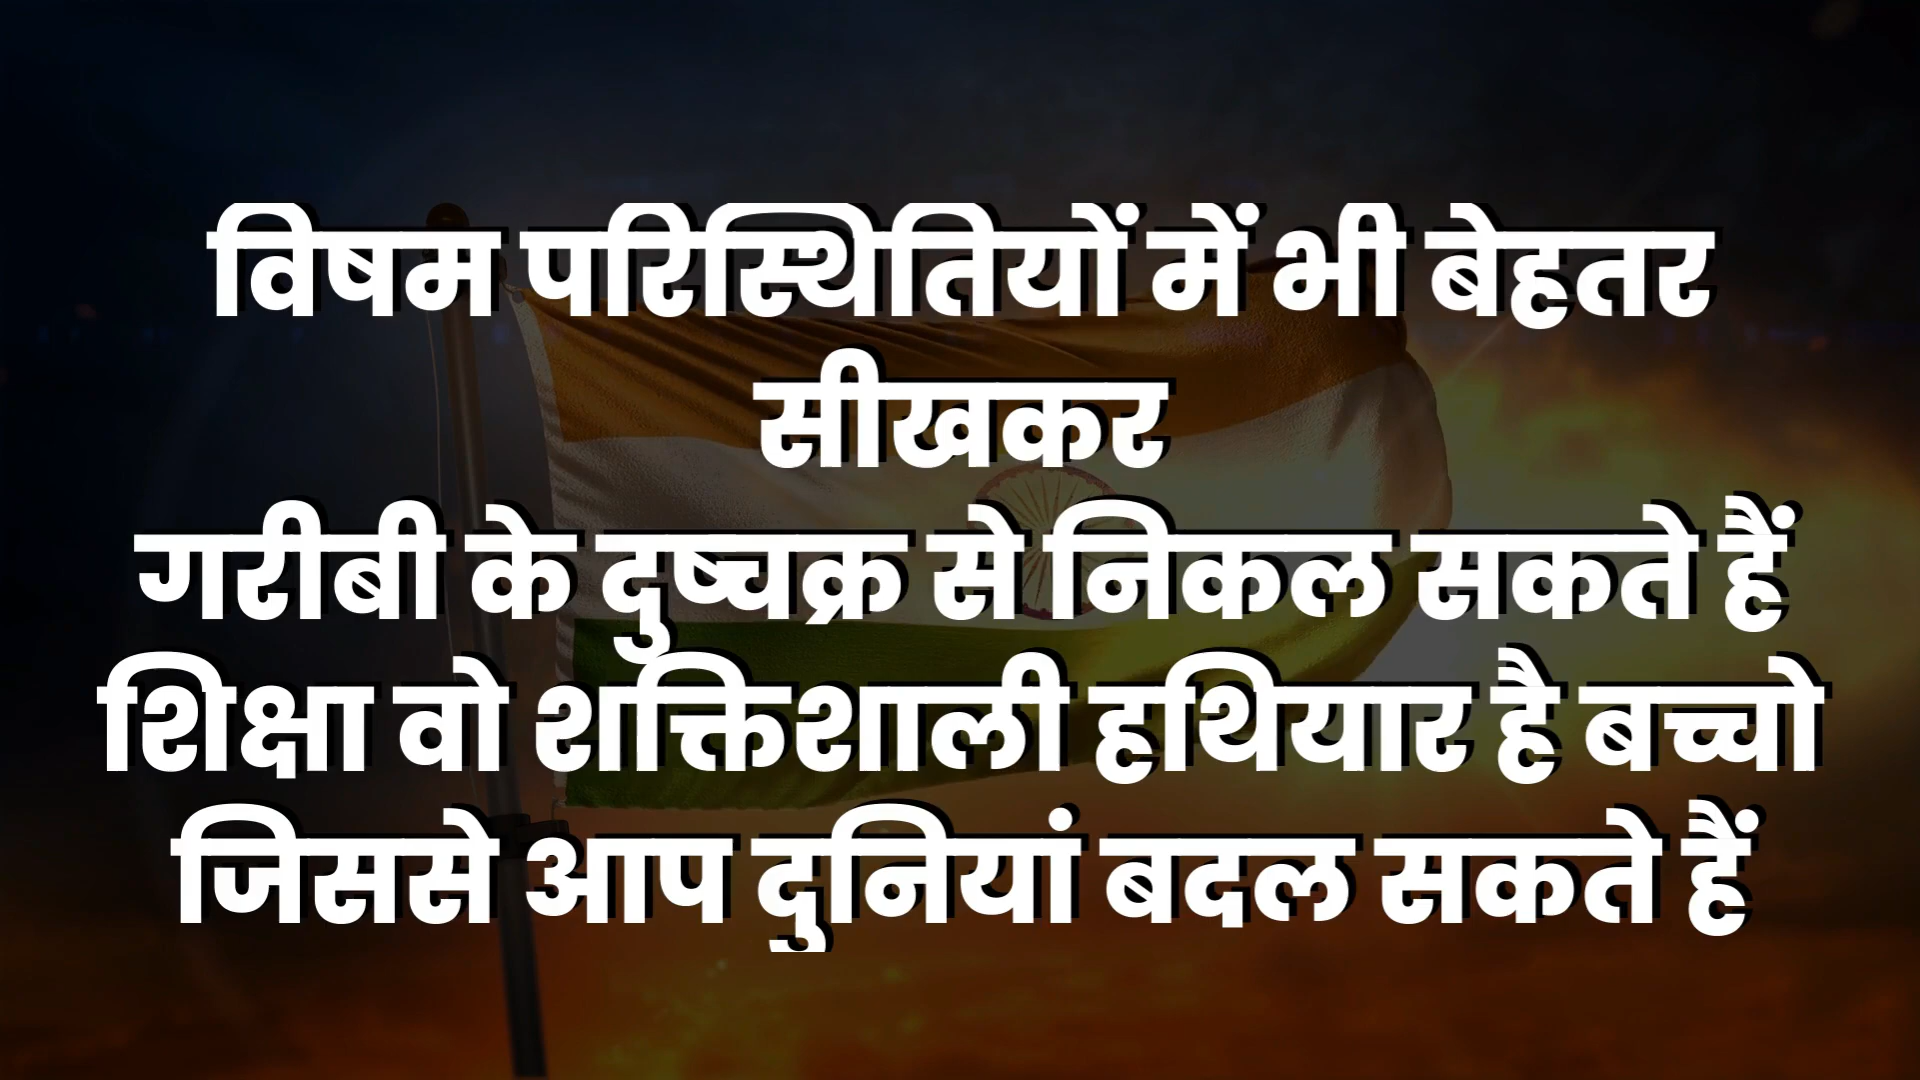 विषम परिस्थितियों में भी बेहतर
सीखकर
गरीबी के दुष्चक्र से निकल सकते हैं
शिक्षा वो शक्तिशाली हथियार है बच्चो
जिससे आप दुनियां बदल सकते हैं